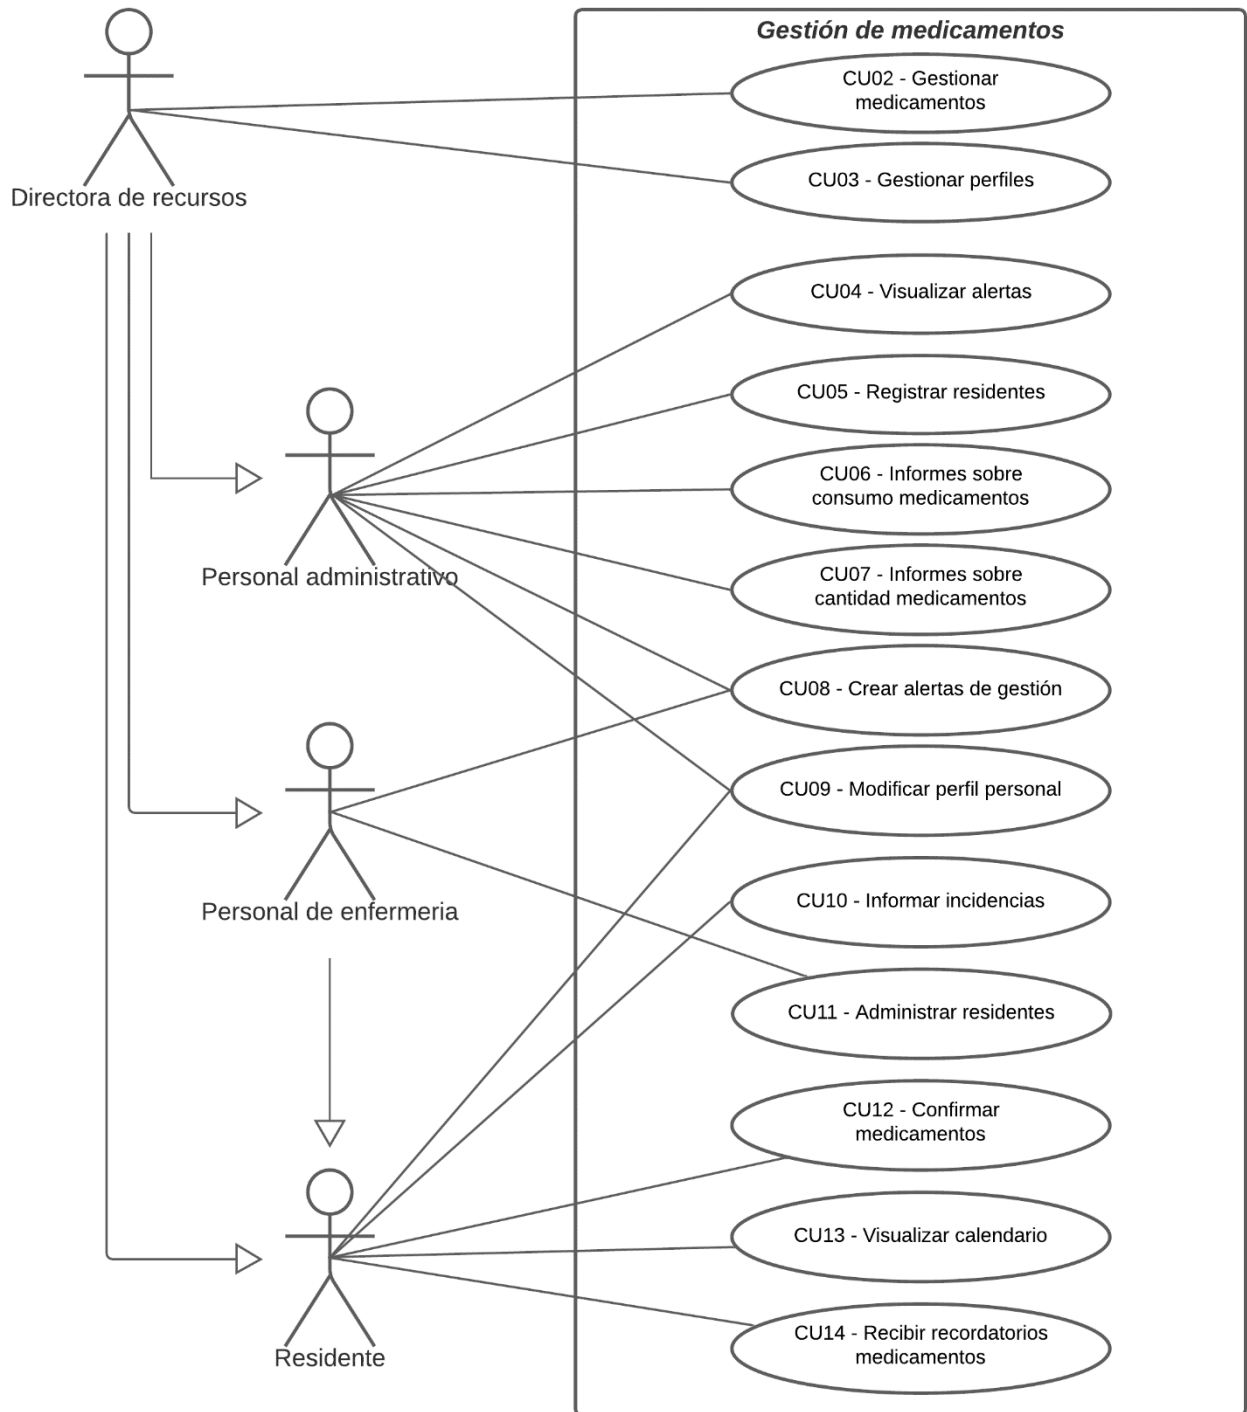 Gestión de medicamentos
CU02 - Gestionar
medicamentos
CU03 - Gestionar perfiles
Directora de recursos
CU04 - Visualizar alertas
CU05 - Registrar residentes
CU06 - Informes sobre
consumo medicamentos
Personal administrativo
CU07 - Informes sobre
cantidad medicamentos
CU08 - Crear alertas de gestión
CU09 - Modificar perfil personal
Personal de enfermeria
CU10 - Informar incidencias
CU11 - Administrar residentes
CU12 - Confirmar
medicamentos
CU13 - Visualizar calendario
CU14 - Recibir recordatorios
medicamentos
Residente